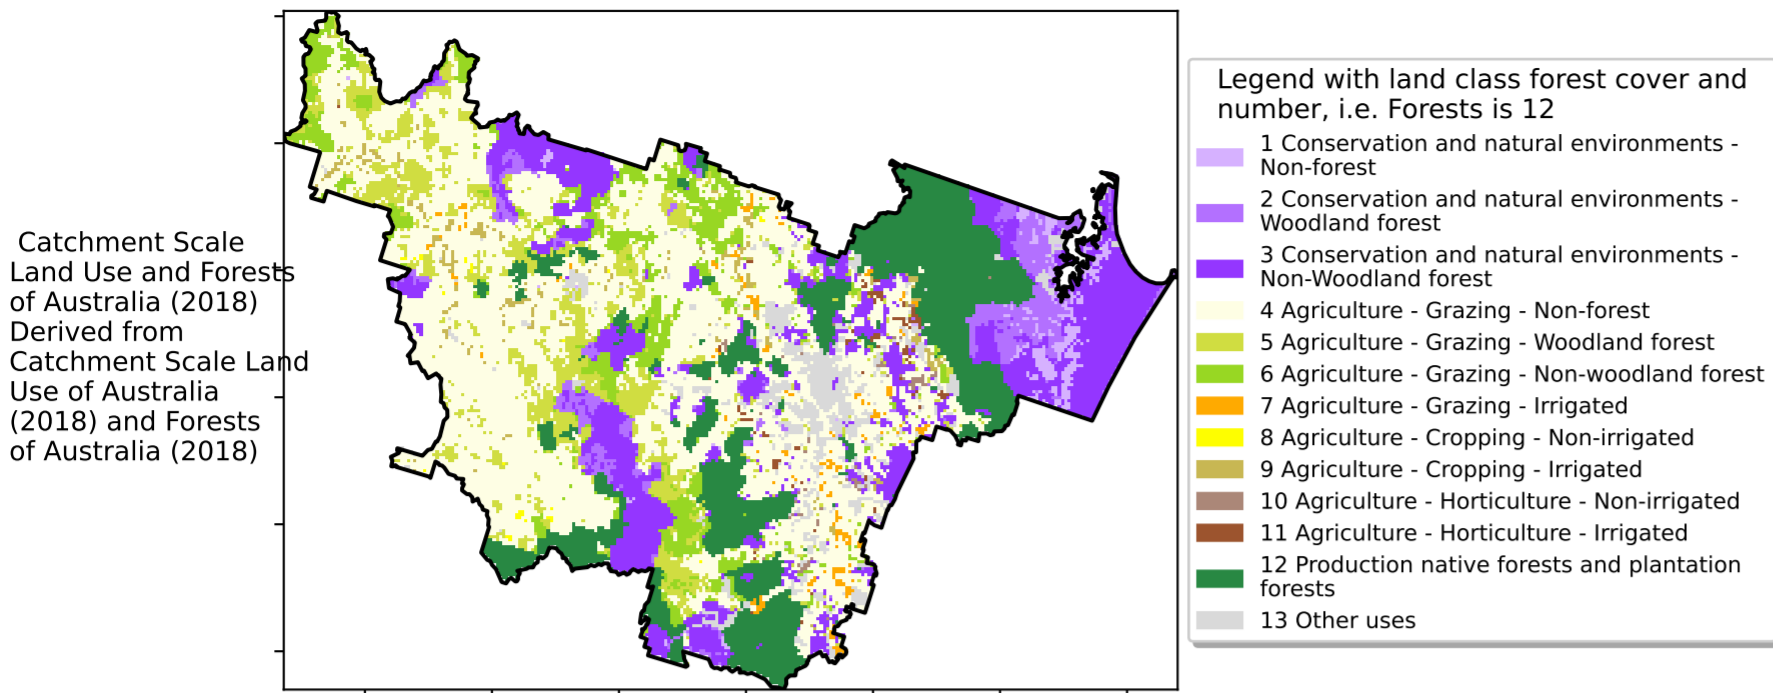 Catchment Scale
Land Use and Forests
of Australia (2018)
Derived from
Catchment Scale Land
Use of Australia
(2018) and Forests
of Australia (2018)
Legend with land class forest cover and
number, i.e. Forests is 12
1 Conservation and natural environments -
Non-forest
2 Conservation and natural environments -
Woodland forest
3 Conservation and natural environments -
Non-Woodland forest
4 Agriculture - Grazing - Non-forest
5 Agriculture - Grazing - Woodland forest
6 Agriculture - Grazing - Non-woodland forest
7 Agriculture - Grazing - Irrigated
8 Agriculture - Cropping - Non-irrigated
9 Agriculture - Cropping - Irrigated
10 Agriculture - Horticulture - Non-irrigated
11 Agriculture - Horticulture - Irrigated
12 Production native forests and plantation
forests
13 Other uses